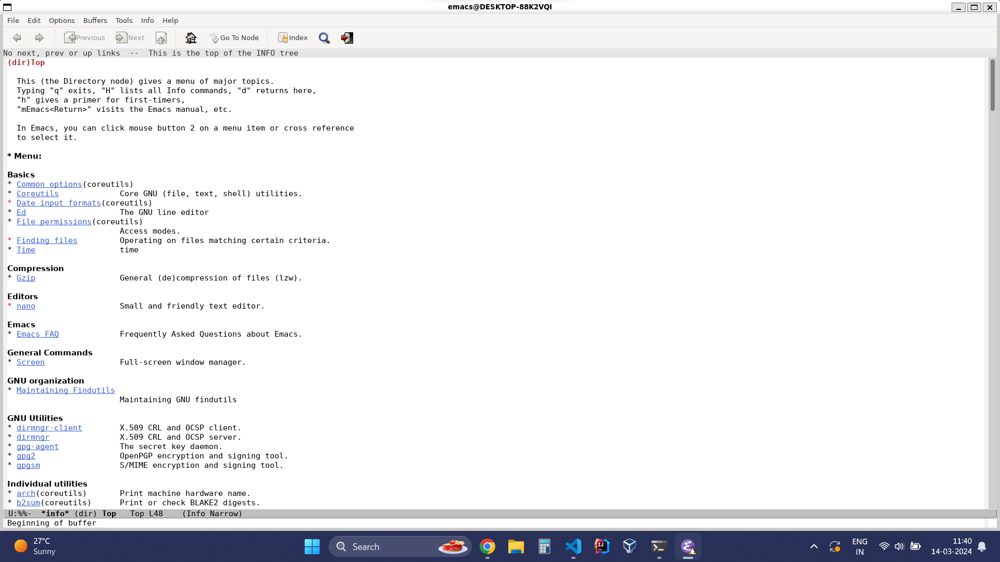 emacs@DESKTOP-88K2VQI
File Edit Options Buffers Tools Info Help
Previous Next Go To Node Index
No next, prev or up links -- This is the top of the INFO tree
(dir)Top
This (the Directory node) gives a menu of major topics.
Typing "q" exits, "H" lists all Info commands, "d" returns here,
"h" gives a primer for first-timers,
"mEmacs<Return>" visits the Emacs manual, etc.
In Emacs, you can click mouse button 2 on a menu item or cross reference
to select it.
* Menu:
Basics
* Common options(coreutils)
* Coreutils Core GNU (file, text, shell) utilities.
* Date input formats(coreutils)
* Ed The GNU line editor
* File permissions(coreutils)
Access modes.
* Finding files Operating on files matching certain criteria.
* Time time
Compression
* Gzip General (de)compression of files (lzw).
Editors
* nano Small and friendly text editor.
Emacs
* Emacs FAQ Frequently Asked Questions about Emacs.
General Commands
* Screen Full-screen window manager.
GNU organization
* Maintaining Findutils
Maintaining GNU findutils
GNU Utilities
* dirmngr-client X.509 CRL and OCSP client.
* dirmngr X.509 CRL and OCSP server.
* gpg-agent The secret key daemon.
* gpg2 OpenPGP encryption and signing tool.
* gpgsm S/MIME encryption and signing tool.
Individual utilities
* arch(coreutils) Print machine hardware name.
* b2sum(coreutils) Print or check BLAKE2 digests.
U:%%- *info* (dir) Top Top L48 (Info Narrow)
Beginning of buffer
27°C
Sunny
Search
IJ
ENG
IN
11:40
14-03-2024